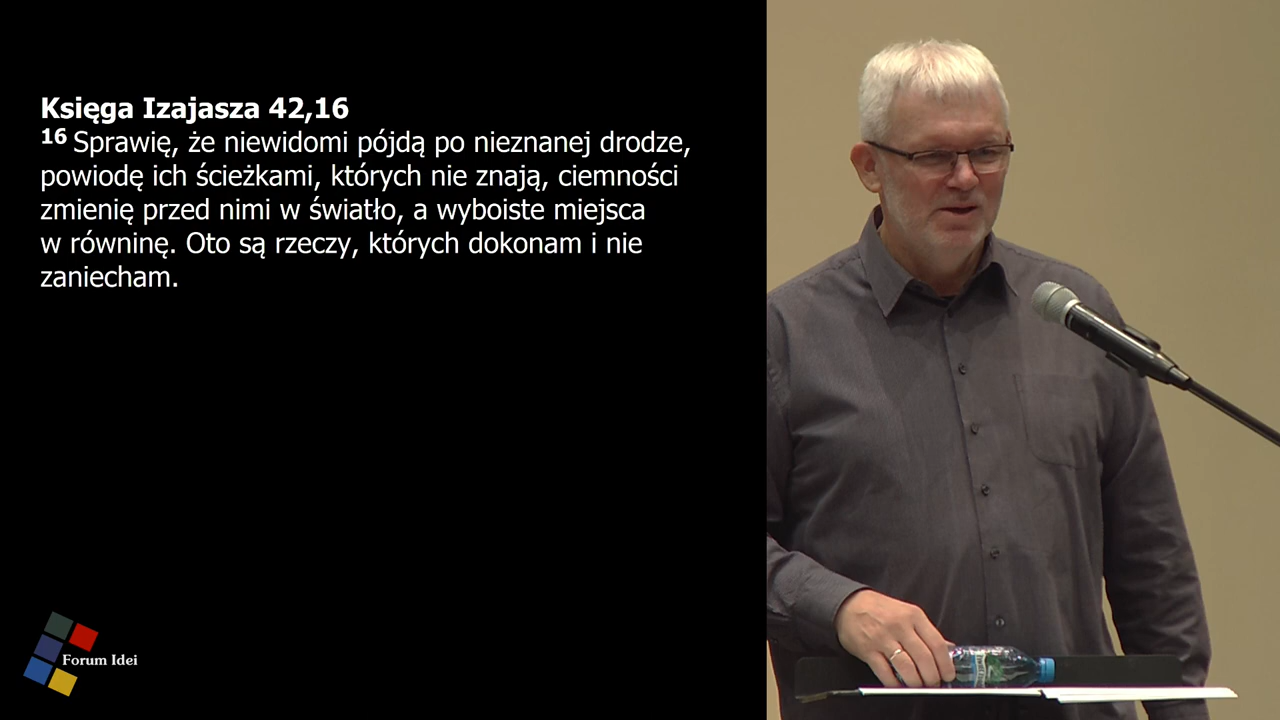 Księga Izajasza 42,16
16 Sprawię, że niewidomi pójdą po nieznanej drodze,
powiodę ich ścieżkami, których nie znają, ciemności
zmienię przed nimi w światło, a wyboiste miejsca
w równinę. Oto są rzeczy, których dokonam i nie
zaniecham.
Forum Idei